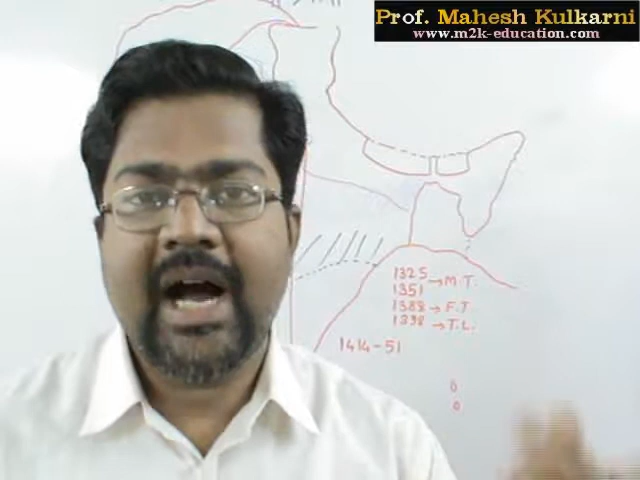 Prof. Mahesh Kulkarni
www.m2k-education.com
1325 → M.T.
1351
1388 → F.T
1398 → T.L.
1414-51